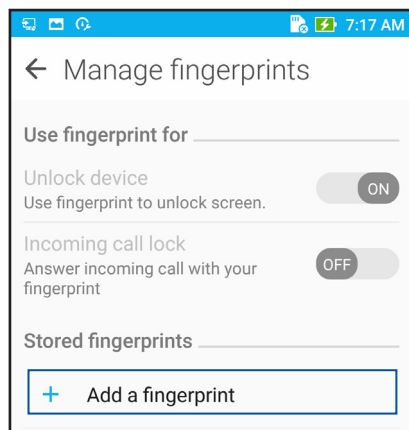 7:17 AM
Manage fingerprints
Use fingerprint for
Unlock device
Use fingerprint to unlock screen.
ON
Incoming call lock
Answer incoming call with your
fingerprint
OFF
Stored fingerprints
+ Add a fingerprint